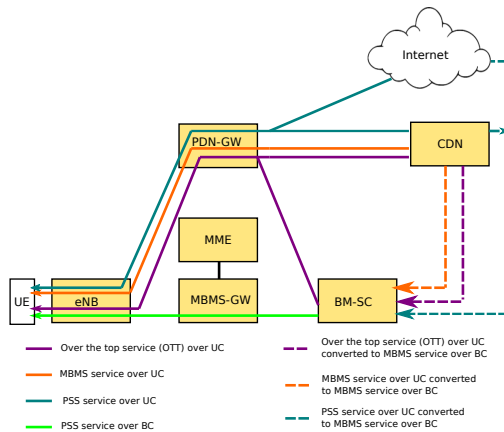 Internet
PDN-GW
CDN
MME
UE
eNB
MBMS-GW
BM-SC
Over the top service (OTT) over UC
MBMS service over UC
PSS service over UC
PSS service over BC
Over the top service (OTT) over UC
converted to MBMS service over BC
MBMS service over UC converted
to MBMS service over BC
PSS service over UC converted
to MBMS service over BC